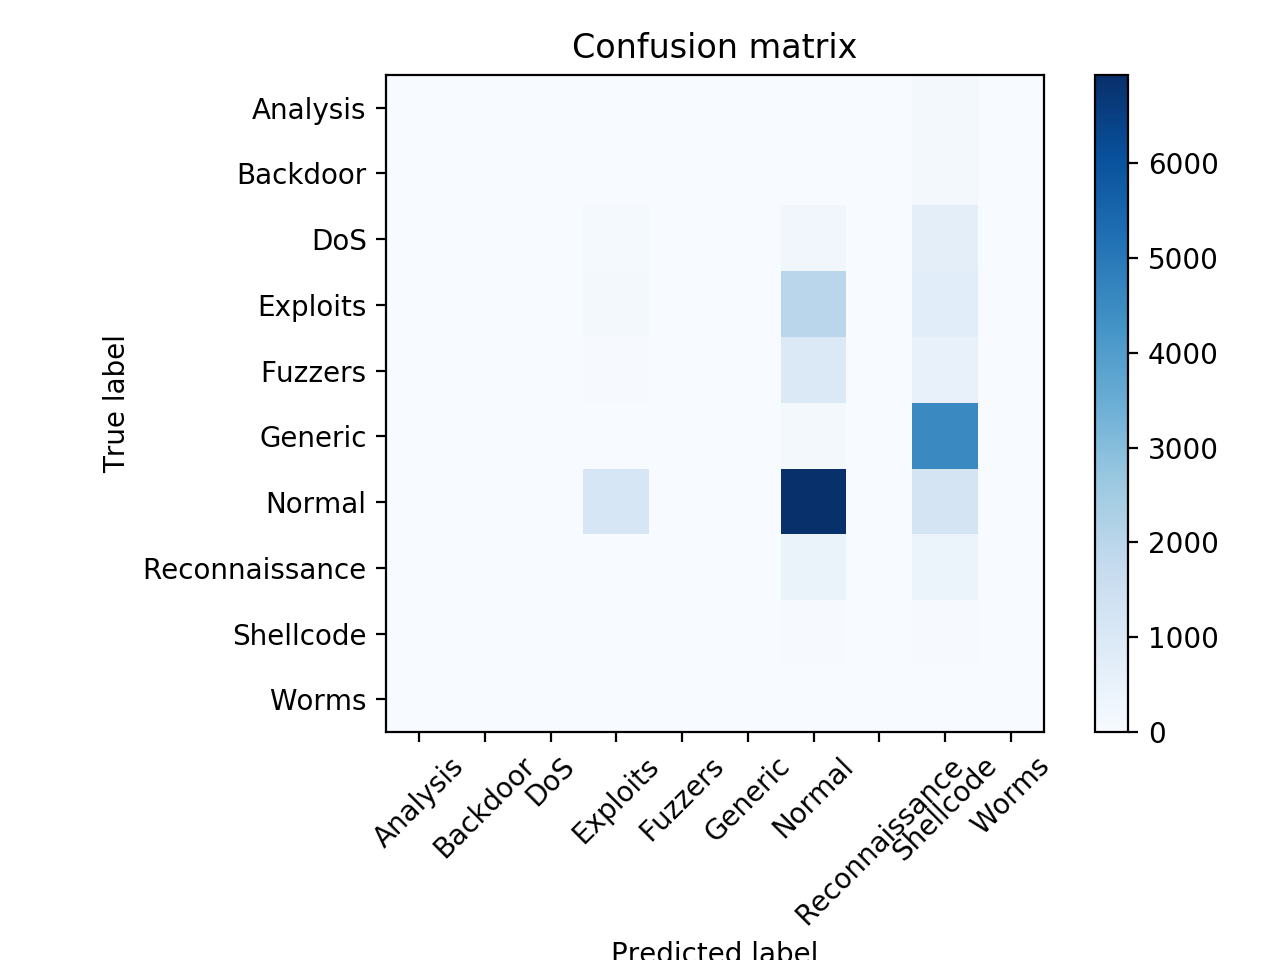 Confusion matrix
True label
Analysis
Backdoor
DoS
Exploits
Fuzzers
Generic
Normal
Reconnaissance
Shellcode
Worms
Analysis
Backdoor
DoS
Exploits
Fuzzers
Generic
Normal
Reconnaissance
Shellcode
Worms
Predicted label
6000
5000
4000
3000
2000
1000
0